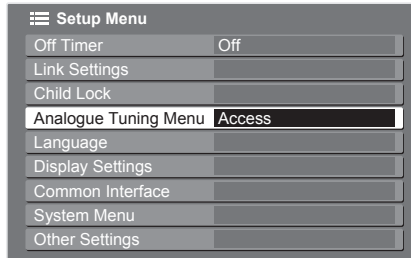 Setup Menu
Off Timer Off
Link Settings
Child Lock
Analogue Tuning Menu Access
Language
Display Settings
Common Interface
System Menu
Other Settings